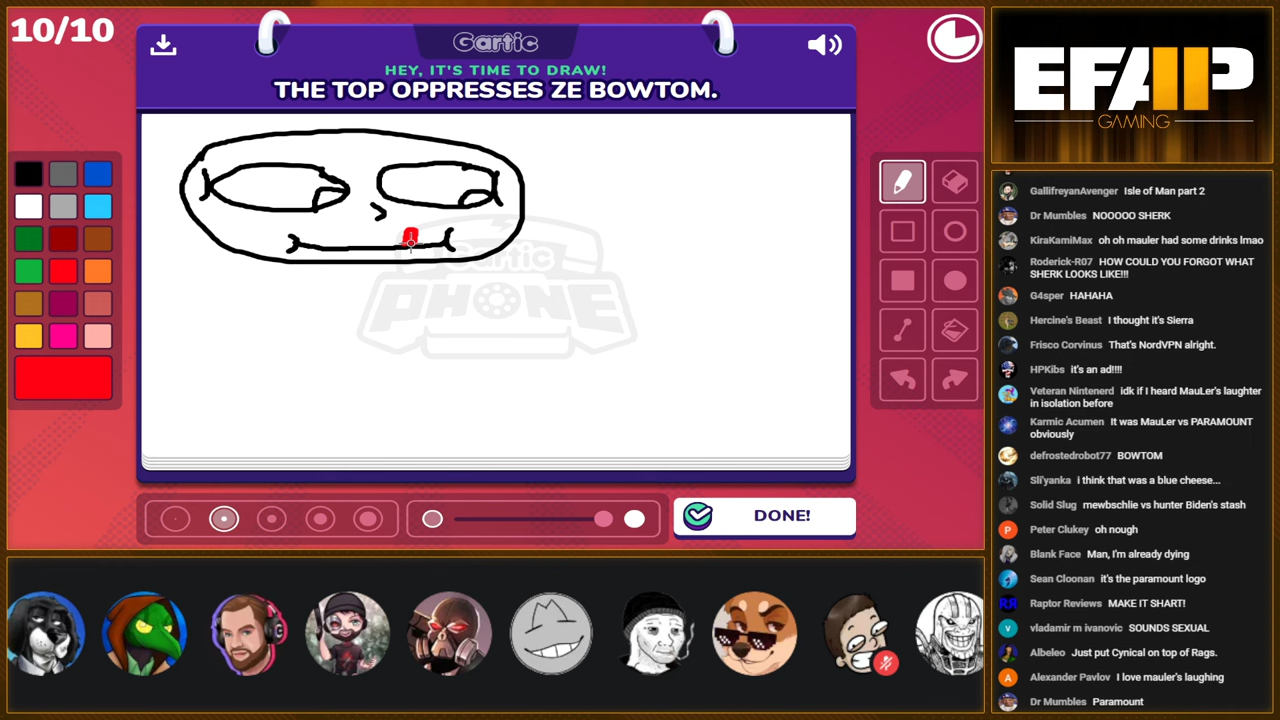 10/10
Gartic
HEY, IT'S TIME TO DRAW!
THE TOP OPPRESSES ZE BOWTOM.
Gartic
PHONE
DONE!
EFAP
GAMING
GallifreyanAvenger Isle of Man part 2
Dr Mumbles NOOOOO SHERK
KiraKamiMax oh oh mauler had some drinks lmao
Roderick-R07 HOW COULD YOU FORGOT WHAT
SHERK LOOKS LIKE!!!
G4sper HAHAHA
Hercine's Beast I thought it's Sierra
Frisco Corvinus That's NordVPN alright.
HPKibs it's an ad!!!!
Veteran Nintenerd idk if I heard MauLer's laughter
in isolation before
Karmic Acumen It was MauLer vs PARAMOUNT
obviously
defrostedrobot77 BOWTOM
Sli'yanka i think that was a blue cheese...
Solid Slug mewbschlie vs hunter Biden's stash
P
Peter Clukey oh nough
Blank Face Man, I'm already dying
Sean Cloonan it's the paramount logo
Raptor Reviews MAKE IT SHART!
V
vladamir m ivanovic SOUNDS SEXUAL
Albeleo Just put Cynical on top of Rags.
A
Alexander Pavlov I love mauler's laughing
Dr Mumbles Paramount